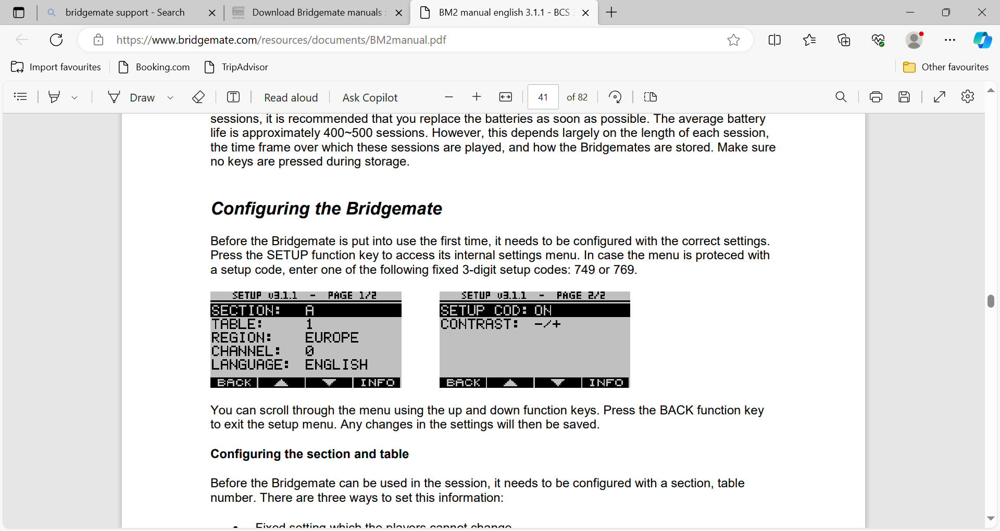 bridgemate support - Search
Download Bridgemate manuals :
BM2 manual english 3.1.1 - BCS 3
https://www.bridgemate.com/resources/documents/BM2manual.pdf
Import favourites
Booking.com
TripAdvisor
Other favourites
Draw
T
Read aloud
Ask Copilot
41
of 82
sessions, it is recommended that you replace the batteries as soon as possible. The average battery
life is approximately 400~500 sessions. However, this depends largely on the length of each session,
the time frame over which these sessions are played, and how the Bridgemates are stored. Make sure
no keys are pressed during storage.
Configuring the Bridgemate
Before the Bridgemate is put into use the first time, it needs to be configured with the correct settings.
Press the SETUP function key to access its internal settings menu. In case the menu is proteced with
a setup code, enter one of the following fixed 3-digit setup codes: 749 or 769.
SETUP v3.1.1 - PAGE 1/2
SECTION: A
TABLE: 1
REGION: EUROPE
CHANNEL: 0
LANGUAGE: ENGLISH
BACK INFO
SETUP v3.1.1 - PAGE 2/2
SETUP COD: ON
CONTRAST: -/+
BACK INFO
You can scroll through the menu using the up and down function keys. Press the BACK function key
to exit the setup menu. Any changes in the settings will then be saved.
Configuring the section and table
Before the Bridgemate can be used in the session, it needs to be configured with a section, table
number. There are three ways to set this information:
• Fixed setting which the players cannot change